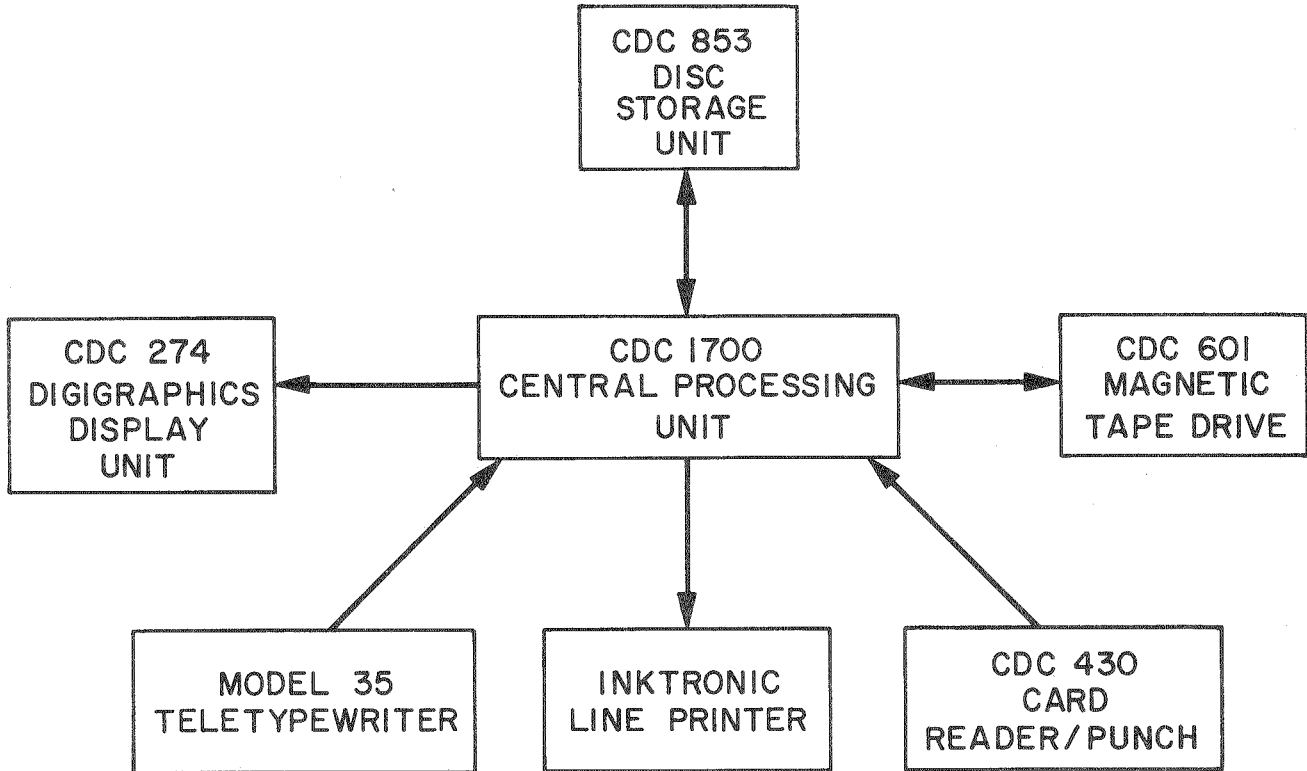 CDC 853
DISC
STORAGE
UNIT
CDC 274
DIGIGRAPHICS
DISPLAY
UNIT
CDC 1700
CENTRAL PROCESSING
UNIT
CDC 601
MAGNETIC
TAPE DRIVE
MODEL 35
TELETYPEWRITER
INKTRONIC
LINE PRINTER
CDC 430
CARD
READER/PUNCH